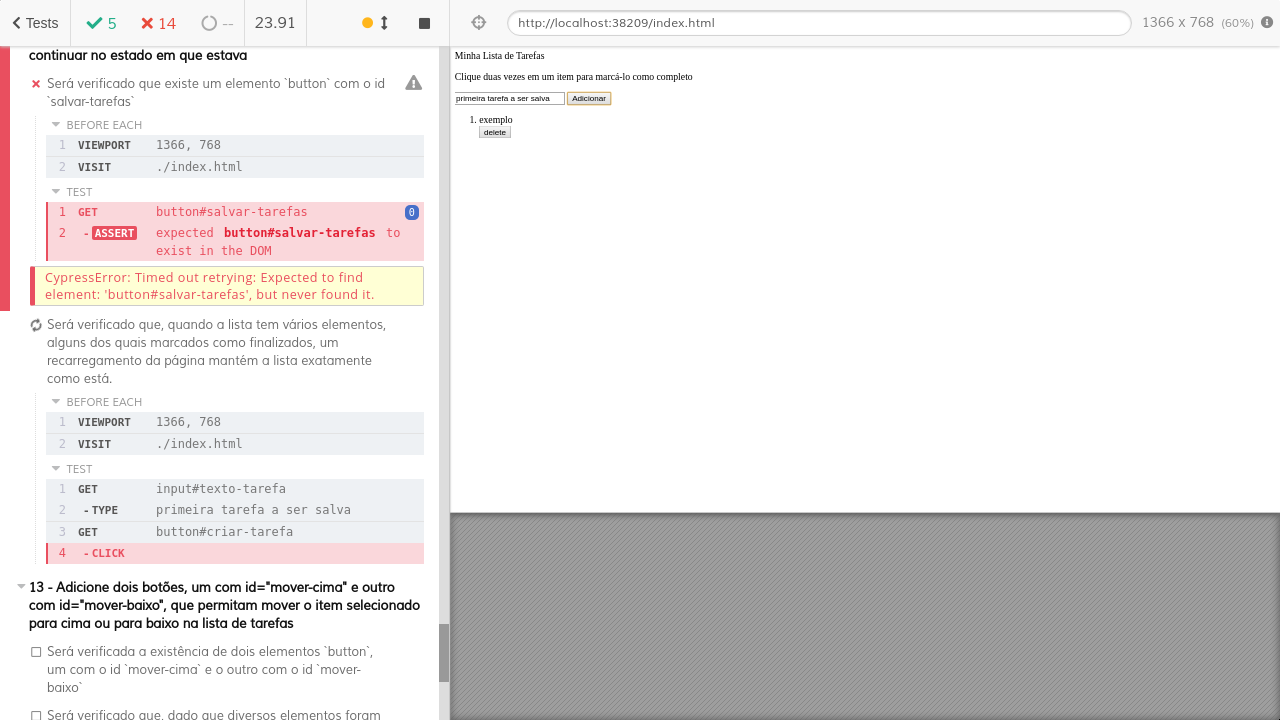 Tests
5
14
--
23.91
http://localhost:38209/index.html
1366 x 768 (60%)
continuar no estado em que estava
Será verificado que existe um elemento `button` com o id
`salvar-tarefas`
BEFORE EACH
1 VIEWPORT 1366, 768
2 VISIT ./index.html
TEST
1 GET button#salvar-tarefas 0
2 -ASSERT expected button#salvar-tarefas to
exist in the DOM
CypressError: Timed out retrying: Expected to find
element: 'button#salvar-tarefas', but never found it.
Será verificado que, quando a lista tem vários elementos,
alguns dos quais marcados como finalizados, um
recarregamento da página mantém a lista exatamente
como está.
BEFORE EACH
1 VIEWPORT 1366, 768
2 VISIT ./index.html
TEST
1 GET input#texto-tarefa
2 -TYPE primeira tarefa a ser salva
3 GET button#criar-tarefa
4 -CLICK
13 - Adicione dois botões, um com id="mover-cima" e outro
com id="mover-baixo", que permitam mover o item selecionado
para cima ou para baixo na lista de tarefas
Será verificada a existência de dois elementos `button`,
um com o id `mover-cima` e o outro com o id `mover-
baixo`
Será verificado que, dado que diversos elementos foram
Minha Lista de Tarefas
Clique duas vezes em um item para marcá-lo como completo
primeira tarefa a ser salva Adicionar
1. exemplo
delete